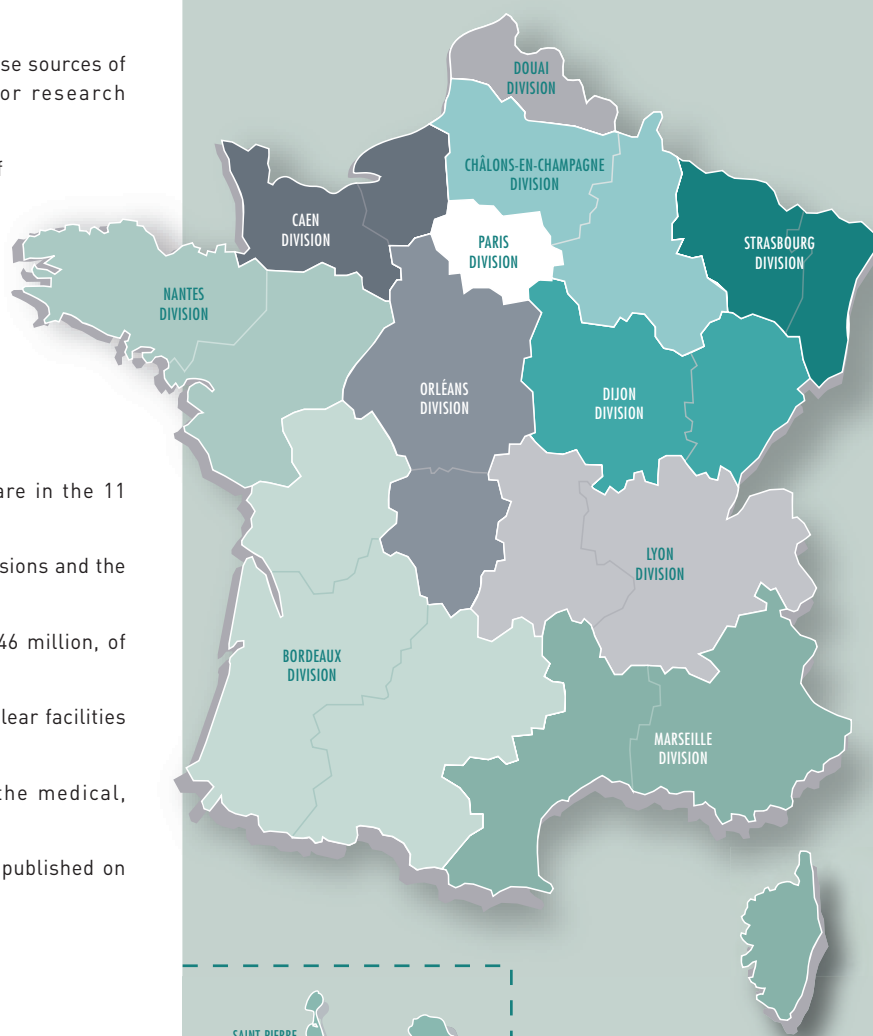 se sources of
or research
f
are in the 11
sions and the
46 million, of
lear facilities
the medical,
published on
DOUAI
DIVISION
CHÂLONS-EN-CHAMPAGNE
DIVISION
CAEN
DIVISION
PARIS
DIVISION
STRASBOURG
DIVISION
NANTES
DIVISION
ORLÉANS
DIVISION
DIJON
DIVISION
LYON
DIVISION
BORDEAUX
DIVISION
MARSEILLE
DIVISION
SAINT-PIERRE